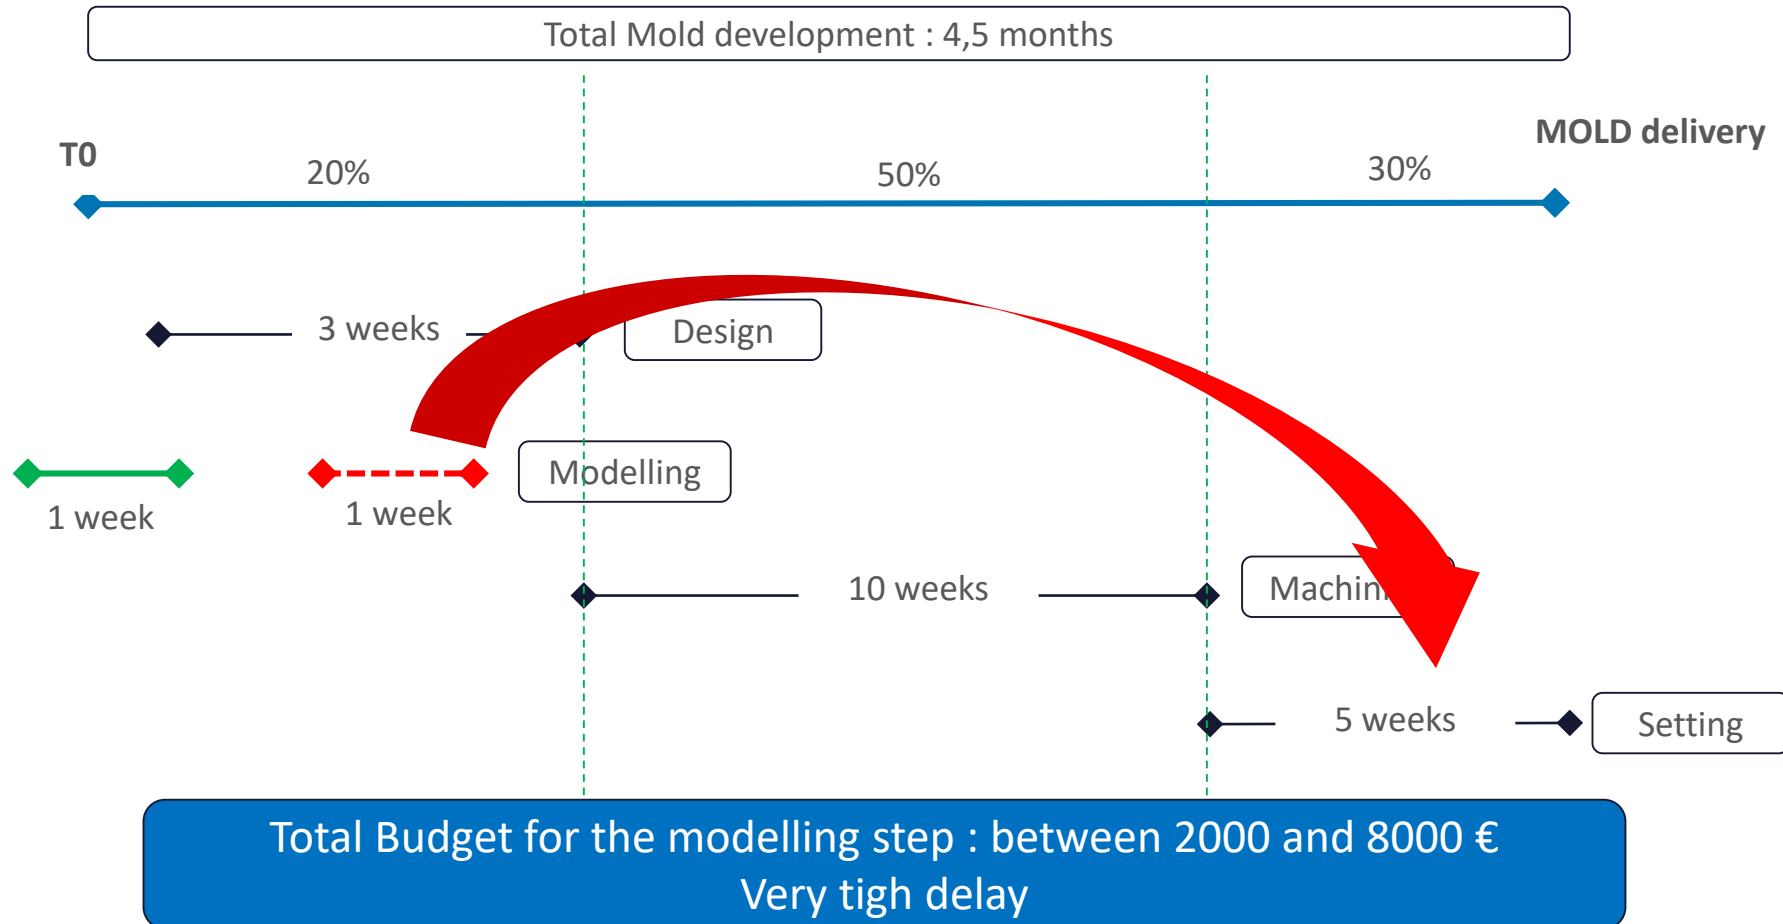 Total Mold development : 4,5 months
T0
MOLD delivery
20%
50%
30%
3 weeks
Design
Modelling
1 week
1 week
10 weeks
5 weeks
Setting
Total Budget for the modelling step : between 2000 and 8000 €
Very tigh delay